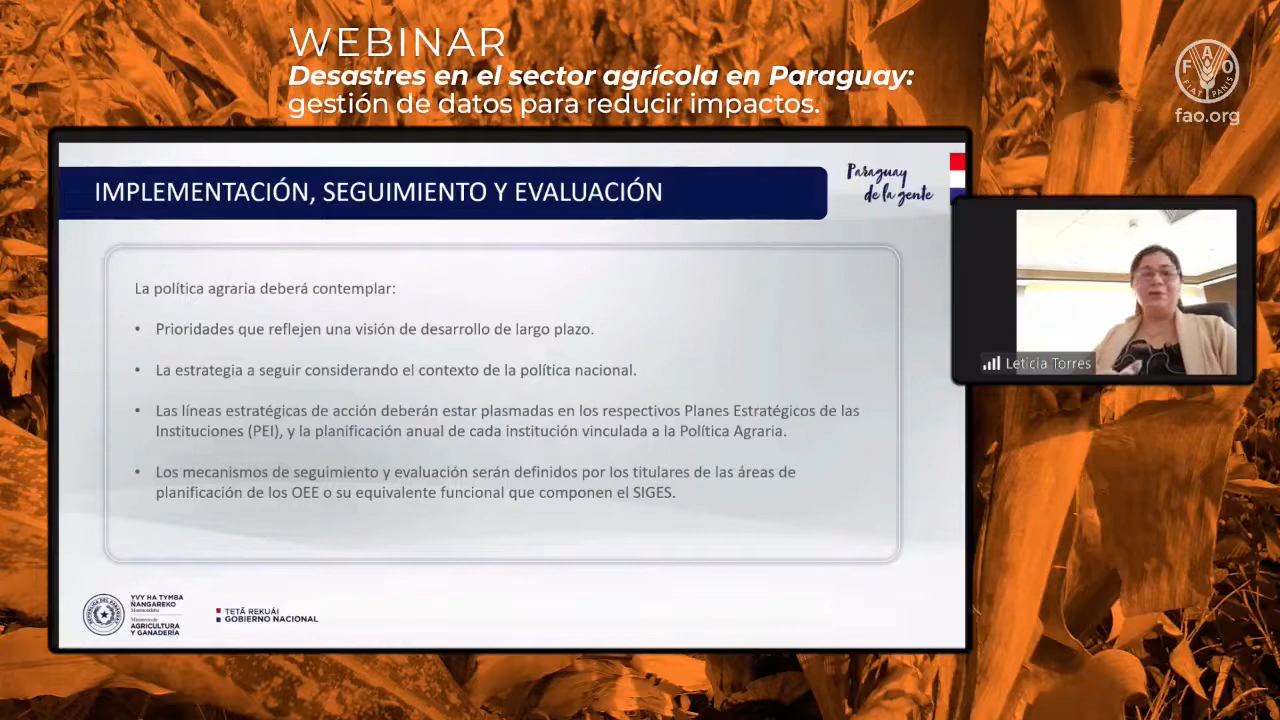 WEBINAR
Desastres en el sector agrícola en Paraguay:
gestión de datos para reducir impactos.
F A O
FIAT PANIS
fao.org
IMPLEMENTACIÓN, SEGUIMIENTO Y EVALUACIÓN
Paraguay
de la gente
La política agraria deberá contemplar:
• Prioridades que reflejen una visión de desarrollo de largo plazo.
• La estrategia a seguir considerando el contexto de la política nacional.
• Las líneas estratégicas de acción deberán estar plasmadas en los respectivos Planes Estratégicos de las
Instituciones (PEI), y la planificación anual de cada institución vinculada a la Política Agraria.
• Los mecanismos de seguimiento y evaluación serán definidos por los titulares de las áreas de
planificación de los OEE o su equivalente funcional que componen el SIGES.
Leticia Torres
YVY HA TYMBA
ÑANGAREKO
Motenondeha
Ministerio de
AGRICULTURA
Y GANADERÍA
TETÃ REKUÁI
GOBIERNO NACIONAL